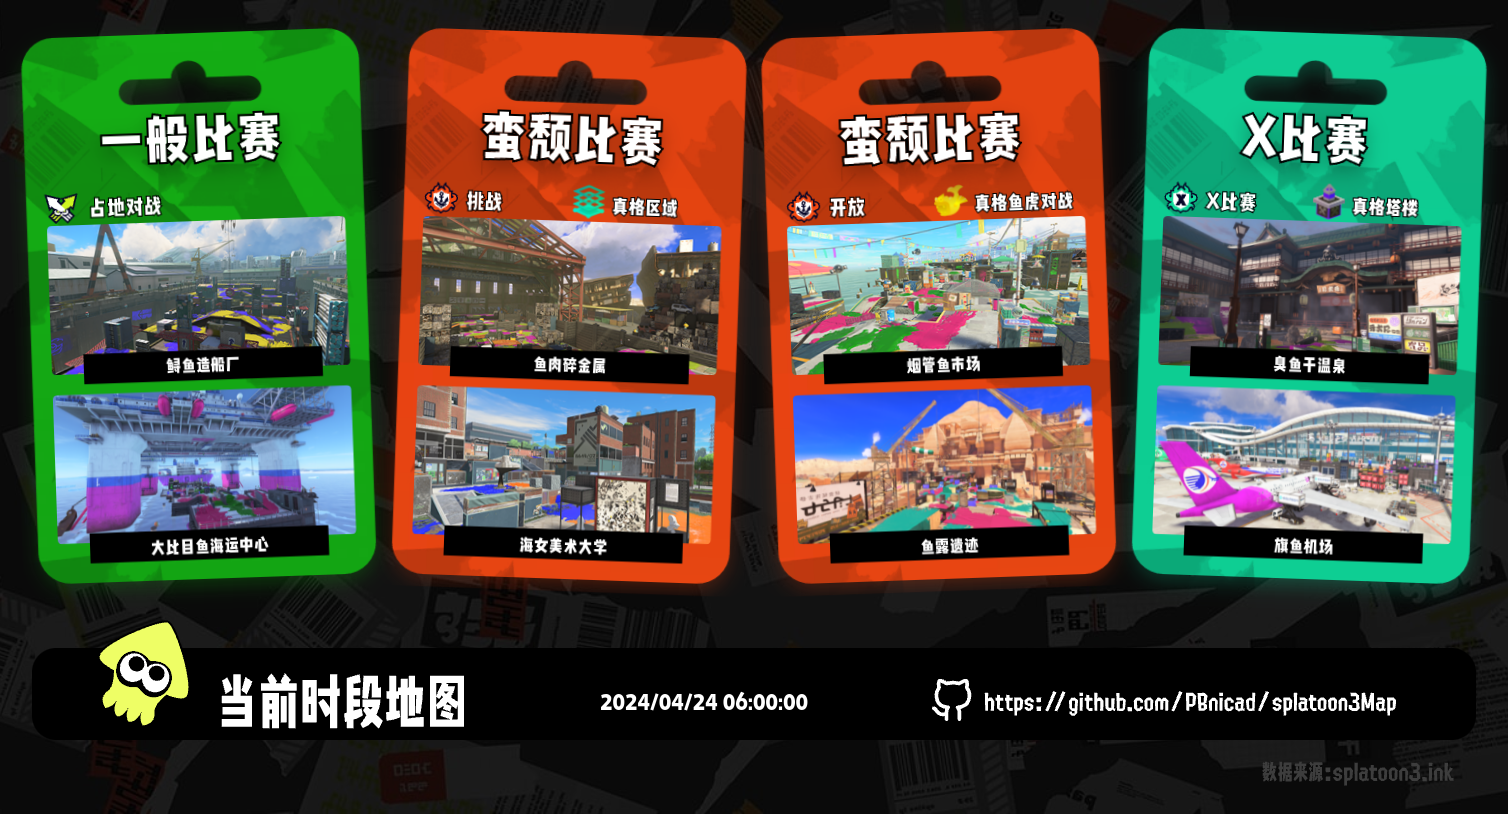 一般比赛
占地对战
鲟鱼造船厂
大比目鱼海运中心
蛮颓比赛
挑战
真格区域
鱼肉碎金属
海女美术大学
蛮颓比赛
开放
真格鱼虎对战
烟管鱼市场
鱼露遗迹
X比赛
X比赛
真格塔楼
臭鱼干温泉
旗鱼机场
当前时段地图
2024/04/24 06:00:00
https://github.com/PBnicad/splatoon3Map
数据来源:splatoon3.ink